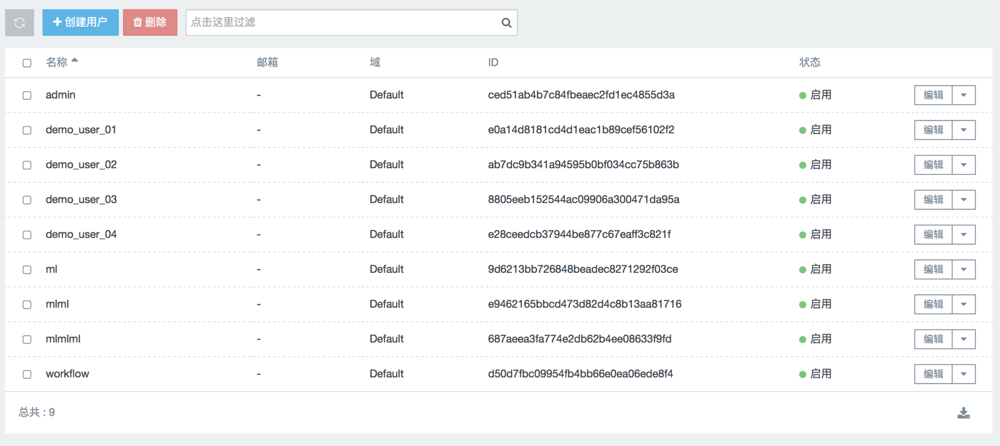 创建用户 删除 点击这里过滤
名称 邮箱 域 ID 状态
admin - Default ced51ab4b7c84fbeaec2fd1ec4855d3a 启用 编辑
demo_user_01 - Default e0a14d8181cd4d1eac1b89cef56102f2 启用 编辑
demo_user_02 - Default ab7dc9b341a94595b0bf034cc75b863b 启用 编辑
demo_user_03 - Default 8805eeb152544ac09906a300471da95a 启用 编辑
demo_user_04 - Default e28ceedcb37944be877c67eaff3c821f 启用 编辑
ml - Default 9d6213bb726848beadec8271292f03ce 启用 编辑
mlml - Default e9462165bbcd473d82d4c8b13aa81716 启用 编辑
mlmlml - Default 687aeea3fa774e2db62b4ee08633f9fd 启用 编辑
workflow - Default d50d7fbc09954fb4bb66e0ea06ede8f4 启用 编辑
总共 : 9